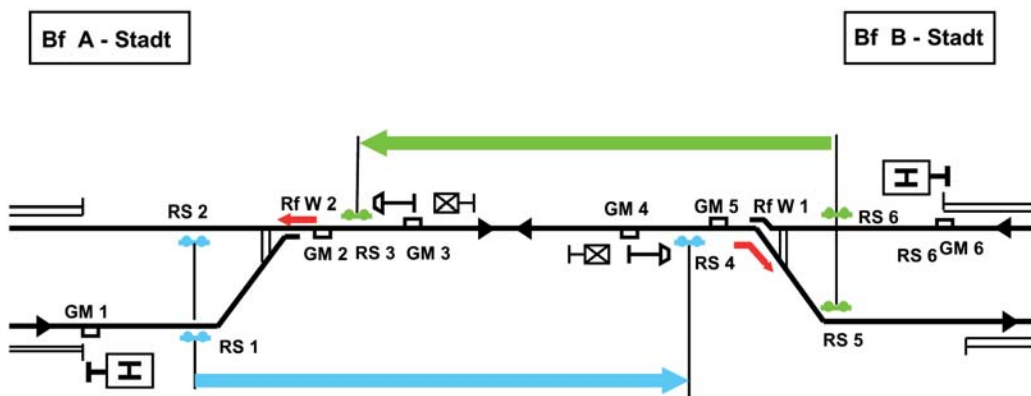 Bf A - Stadt
Bf B - Stadt
H
RS 2
Rf W 2
GM 4
GM 5
Rf W 1
RS 6
GM 2
RS 3
GM 3
RS 4
RS 6
GM 6
GM 1
RS 1
RS 5
H